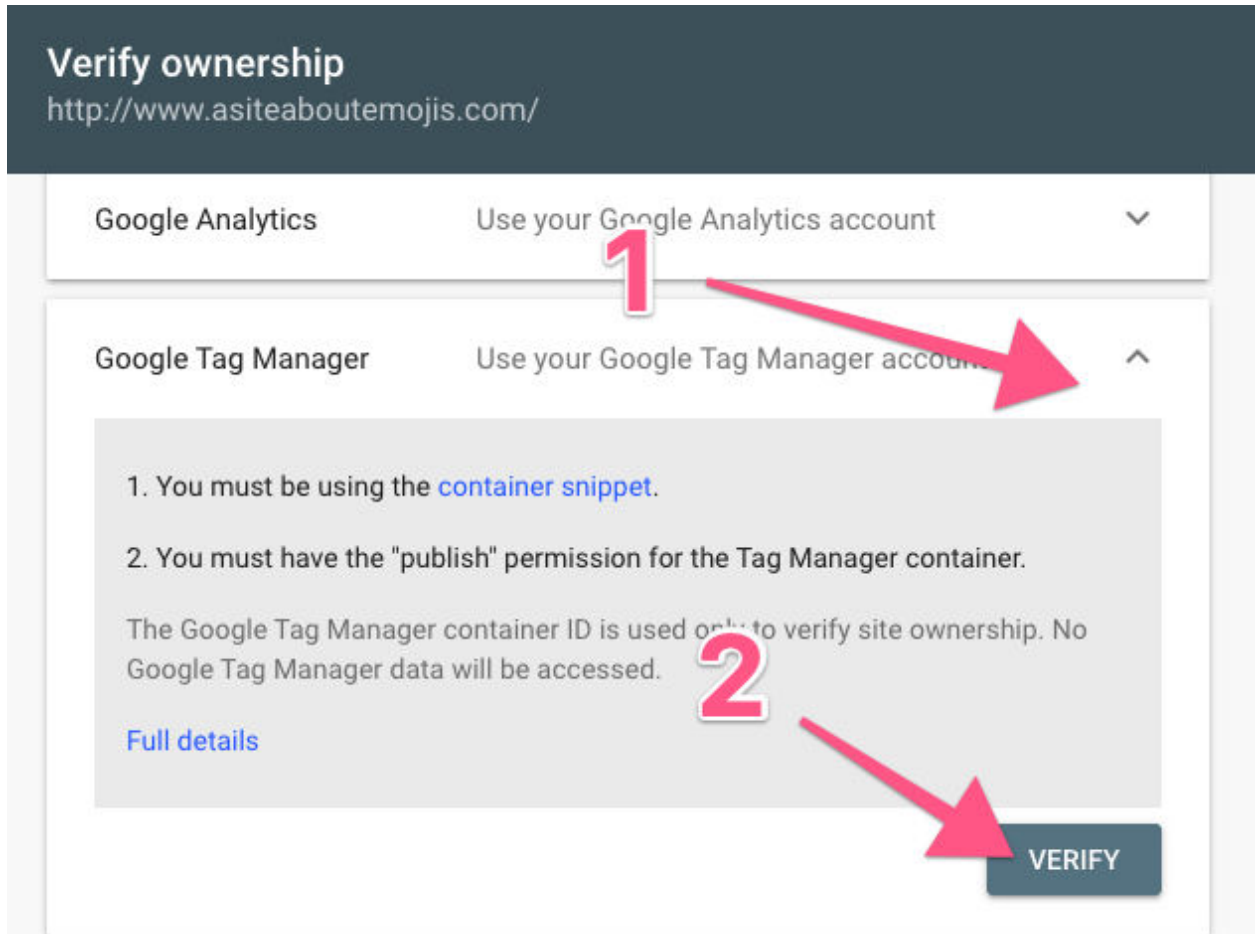 Verify ownership
http://www.asiteaboutemojis.com/
Google Analytics
Use your Google Analytics account
1
Google Tag Manager
Use your Google Tag Manager account
1. You must be using the container snippet.
2. You must have the "publish" permission for the Tag Manager container.
The Google Tag Manager container ID is used only to verify site ownership. No
Google Tag Manager data will be accessed.
2
Full details
VERIFY